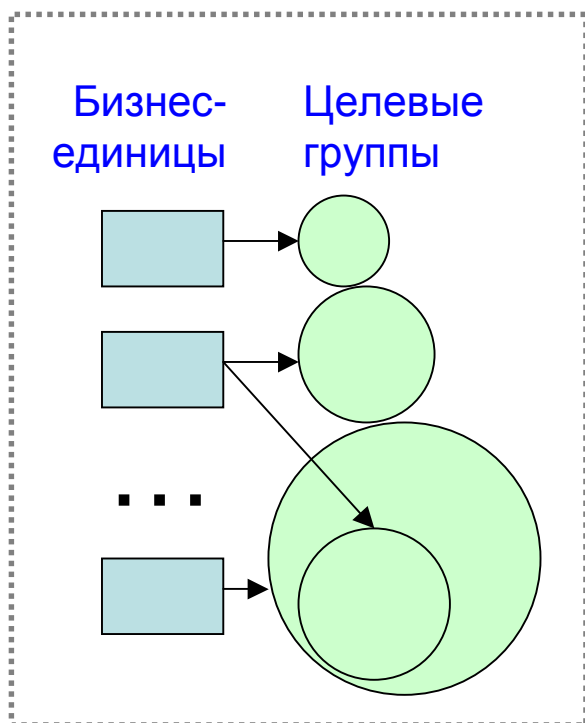 Бизнес-
единицы
Целевые
группы
. . .